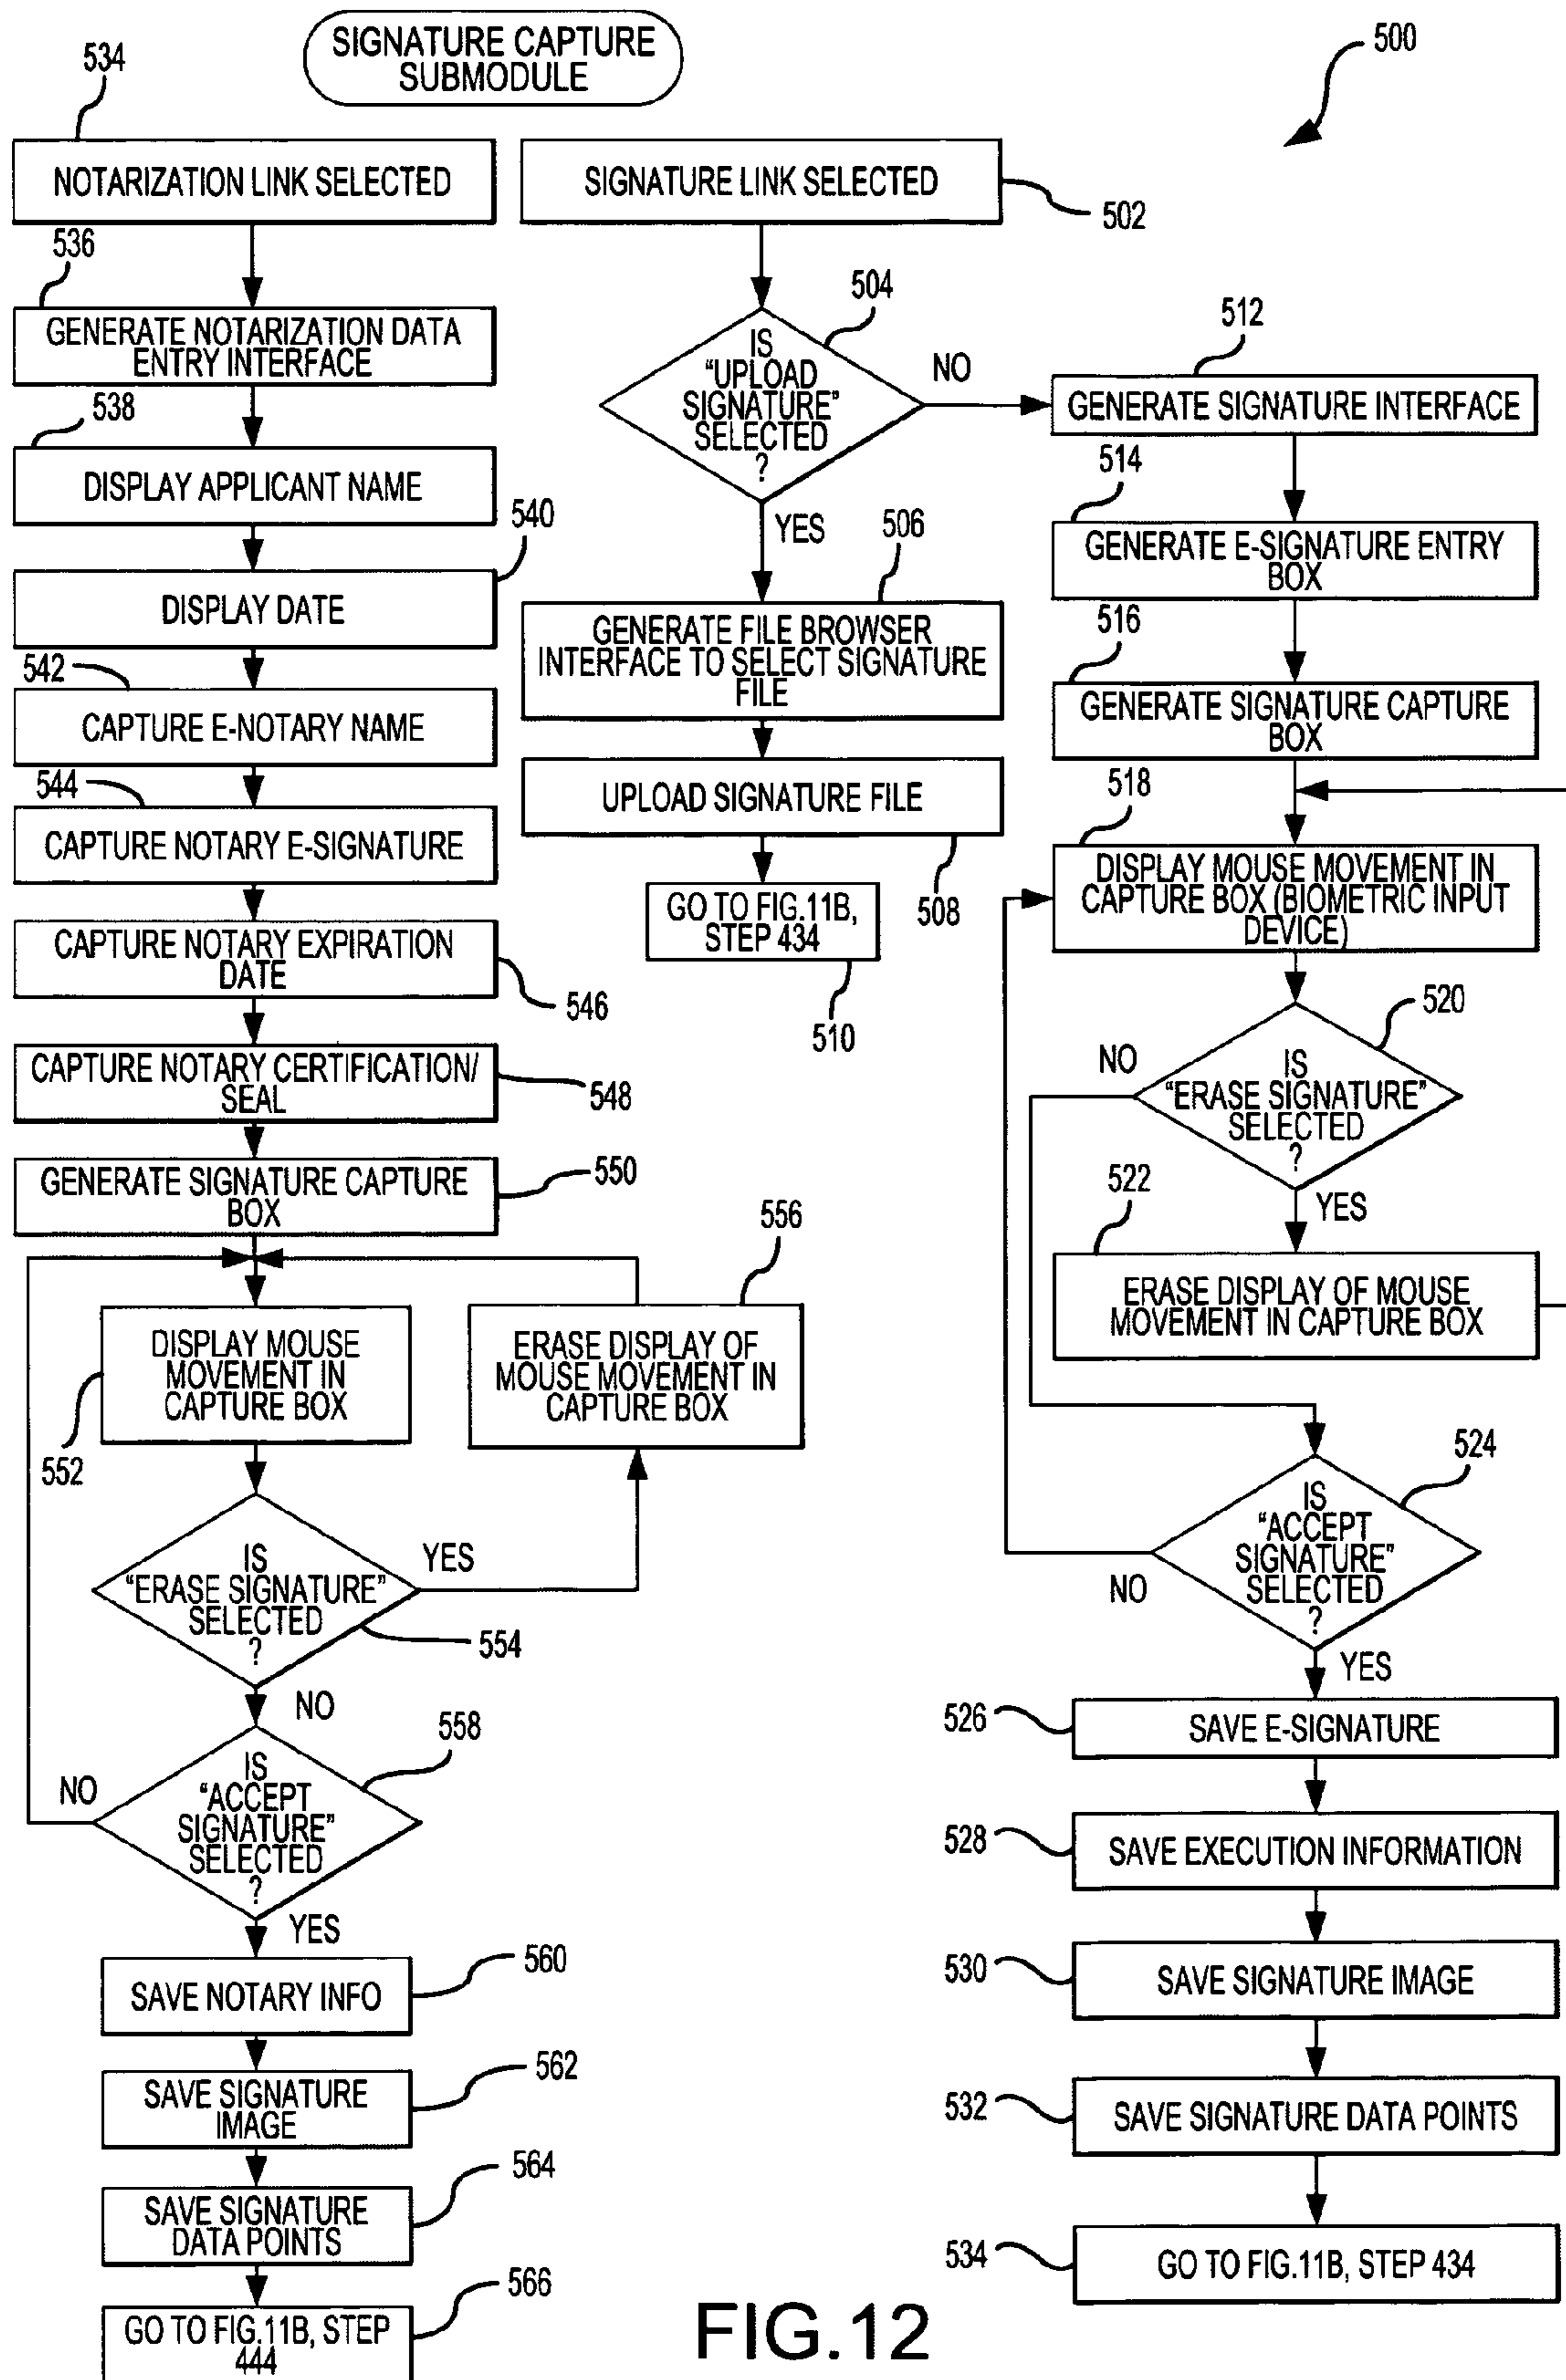 SIGNATURE CAPTURE
SUBMODULE
500
534
NOTARIZATION LINK SELECTED
536
GENERATE NOTARIZATION DATA
ENTRY INTERFACE
538
DISPLAY APPLICANT NAME
540
DISPLAY DATE
542
CAPTURE E-NOTARY NAME
544
CAPTURE NOTARY E-SIGNATURE
CAPTURE NOTARY EXPIRATION
DATE
546
CAPTURE NOTARY CERTIFICATION/
SEAL
548
GENERATE SIGNATURE CAPTURE
BOX
550
DISPLAY MOUSE
MOVEMENT IN
CAPTURE BOX
552
556
ERASE DISPLAY OF
MOUSE MOVEMENT IN
CAPTURE BOX
IS
“ERASE SIGNATURE”
SELECTED
?
YES
554
NO
558
IS
“ACCEPT
SIGNATURE”
SELECTED
?
NO
YES
SAVE NOTARY INFO
560
SAVE SIGNATURE
IMAGE
562
SAVE SIGNATURE
DATA POINTS
564
GO TO FIG.11B, STEP
444
566
SIGNATURE LINK SELECTED
502
504
IS
“UPLOAD
SIGNATURE”
SELECTED
?
NO
YES
506
GENERATE FILE BROWSER
INTERFACE TO SELECT SIGNATURE
FILE
UPLOAD SIGNATURE FILE
508
GO TO FIG.11B,
STEP 434
510
512
GENERATE SIGNATURE INTERFACE
514
GENERATE E-SIGNATURE ENTRY
BOX
516
GENERATE SIGNATURE CAPTURE
BOX
518
DISPLAY MOUSE MOVEMENT IN
CAPTURE BOX (BIOMETRIC INPUT
DEVICE)
520
NO
IS
“ERASE SIGNATURE”
SELECTED
?
YES
522
ERASE DISPLAY OF MOUSE
MOVEMENT IN CAPTURE BOX
524
IS
“ACCEPT
SIGNATURE”
SELECTED
?
NO
YES
526
SAVE E-SIGNATURE
528
SAVE EXECUTION INFORMATION
530
SAVE SIGNATURE IMAGE
532
SAVE SIGNATURE DATA POINTS
534
GO TO FIG.11B, STEP 434
FIG.12